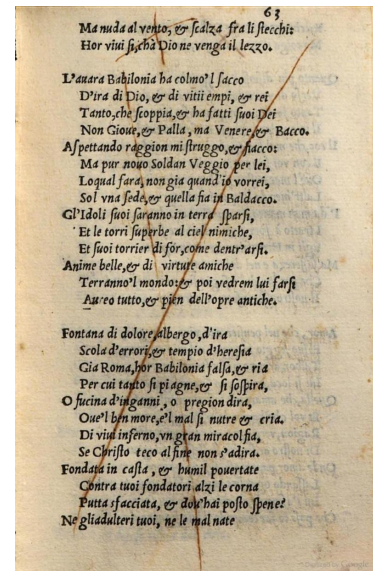 63
Ma nuda al vento, & scalza fra li stecchi:
Hor viui si, chà Dio ne venga il lezzo.
L'auara Babilonia ha colmo'l sacco
D'ira di Dio, & di vitii empi, & rei
Tanto, che scoppia, & ha fatti suoi Dei
Non Gioue, & Palla, ma Venere, & Bacco.
Aspettando raggion mi struggo, & fiacco:
Ma pur nouo Soldan Veggio per lei,
Loqual fara, non gia quand'io vorrei,
Sol vna sede, & quella fia in Baldacco.
Gl'Idoli suoi saranno in terra sparsi,
Et le torri superbe al ciel nimiche,
Et suoi torrier di for, come dentr'arsi.
Anime belle, & di virtute amiche
Terranno'l mondo: & poi vedrem lui farsi
Aureo tutto, & pien dell'opre antiche.
Fontana di dolore, albergo, d'ira
Scola d'errori, & tempio d'heresia
Gia Roma, hor Babilonia falsa, & ria
Per cui tanto si piagne, & si sospira,
O fucina d'inganni, o pregion dira,
Oue'l ben more, e'l mal si nutre & cria.
Di viui inferno, vn gran miracol fia,
Se Christo teco al fine non s'adira.
Fondata in casta, & humil pouertate
Contra tuoi fondatori alzi le corna
Putta sfacciata, & dou'hai posto spene?
Ne gliadulteri tuoi, ne le mal nate